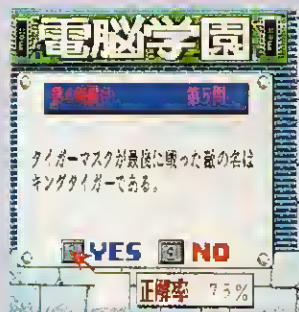 電脳学園
第5問
タイガーマスクが最後に戦った敵の名は
キングタイガーである。
YES NO
正解率 75%